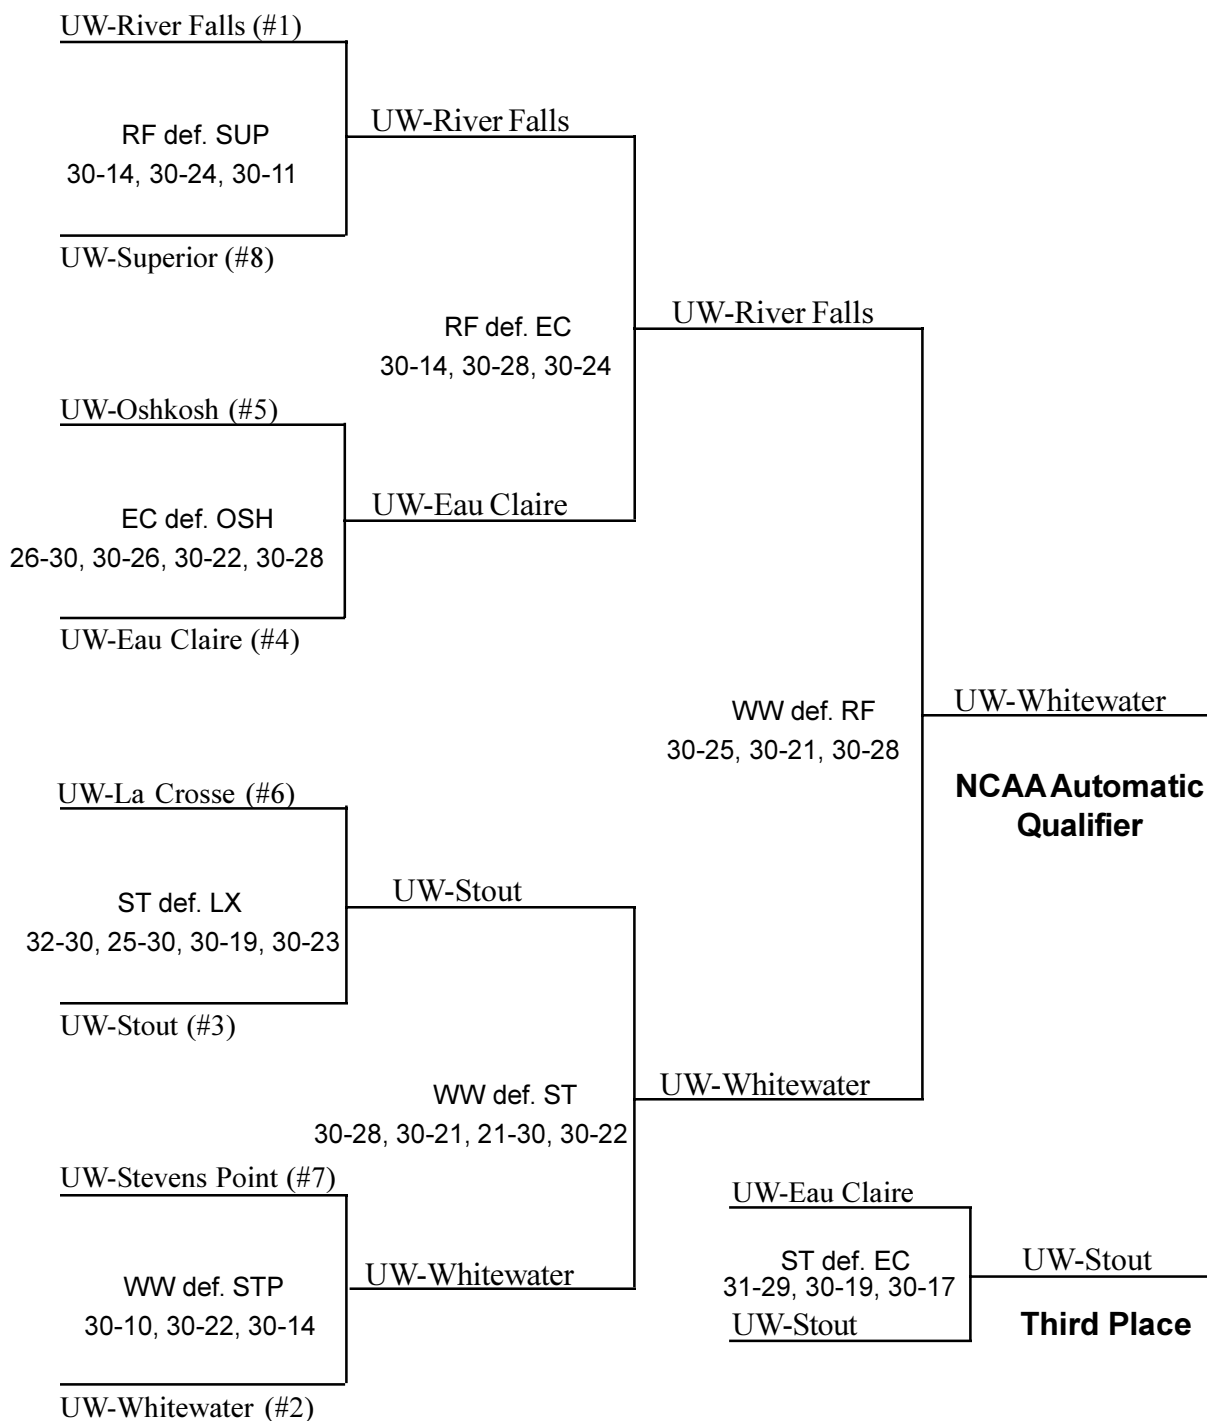 UW-River Falls (#1)
RF def. SUP
30-14, 30-24, 30-11
UW-Superior (#8)
UW-River Falls
RF def. EC
30-14, 30-28, 30-24
UW-Oshkosh (#5)
EC def. OSH
26-30, 30-26, 30-22, 30-28
UW-Eau Claire (#4)
UW-Eau Claire
UW-River Falls
WW def. RF
30-25, 30-21, 30-28
UW-Whitewater
NCAA Automatic
Qualifier
UW-La Crosse (#6)
ST def. LX
32-30, 25-30, 30-19, 30-23
UW-Stout (#3)
UW-Stout
WW def. ST
30-28, 30-21, 21-30, 30-22
UW-Whitewater
UW-Stevens Point (#7)
WW def. STP
30-10, 30-22, 30-14
UW-Whitewater (#2)
UW-Whitewater
UW-Eau Claire
ST def. EC
31-29, 30-19, 30-17
UW-Stout
UW-Stout
Third Place